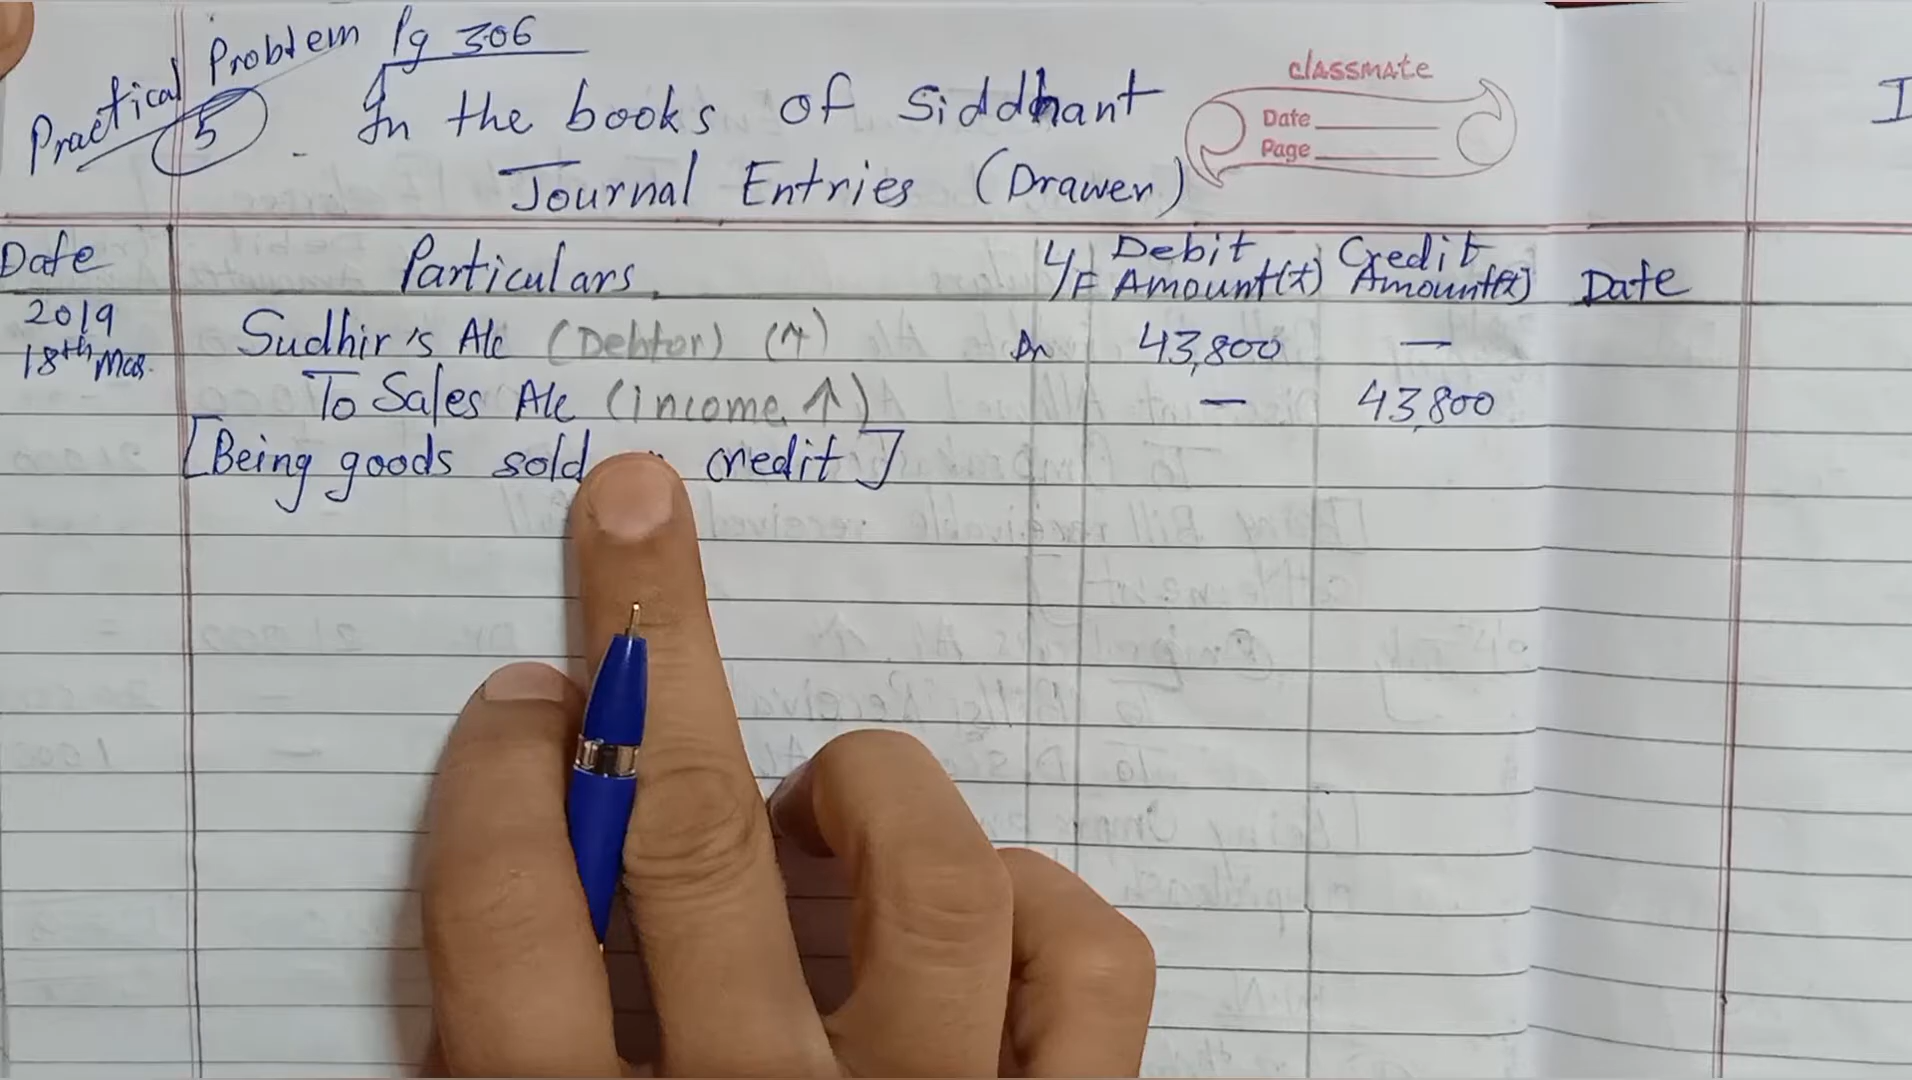 Practical Problem Pg 306
5
In the books of Siddhant
Journal Entries (Drawer)
classmate
Date
Page
Date Particulars L/F Debit Amount(₹) Credit Amount(₹) Date
2019
18th Mar. Sudhir's A/c (Debtor) (↑) Dr 43,800 —
To Sales A/c (income ↑) — 43,800
[Being goods sold credit]
I